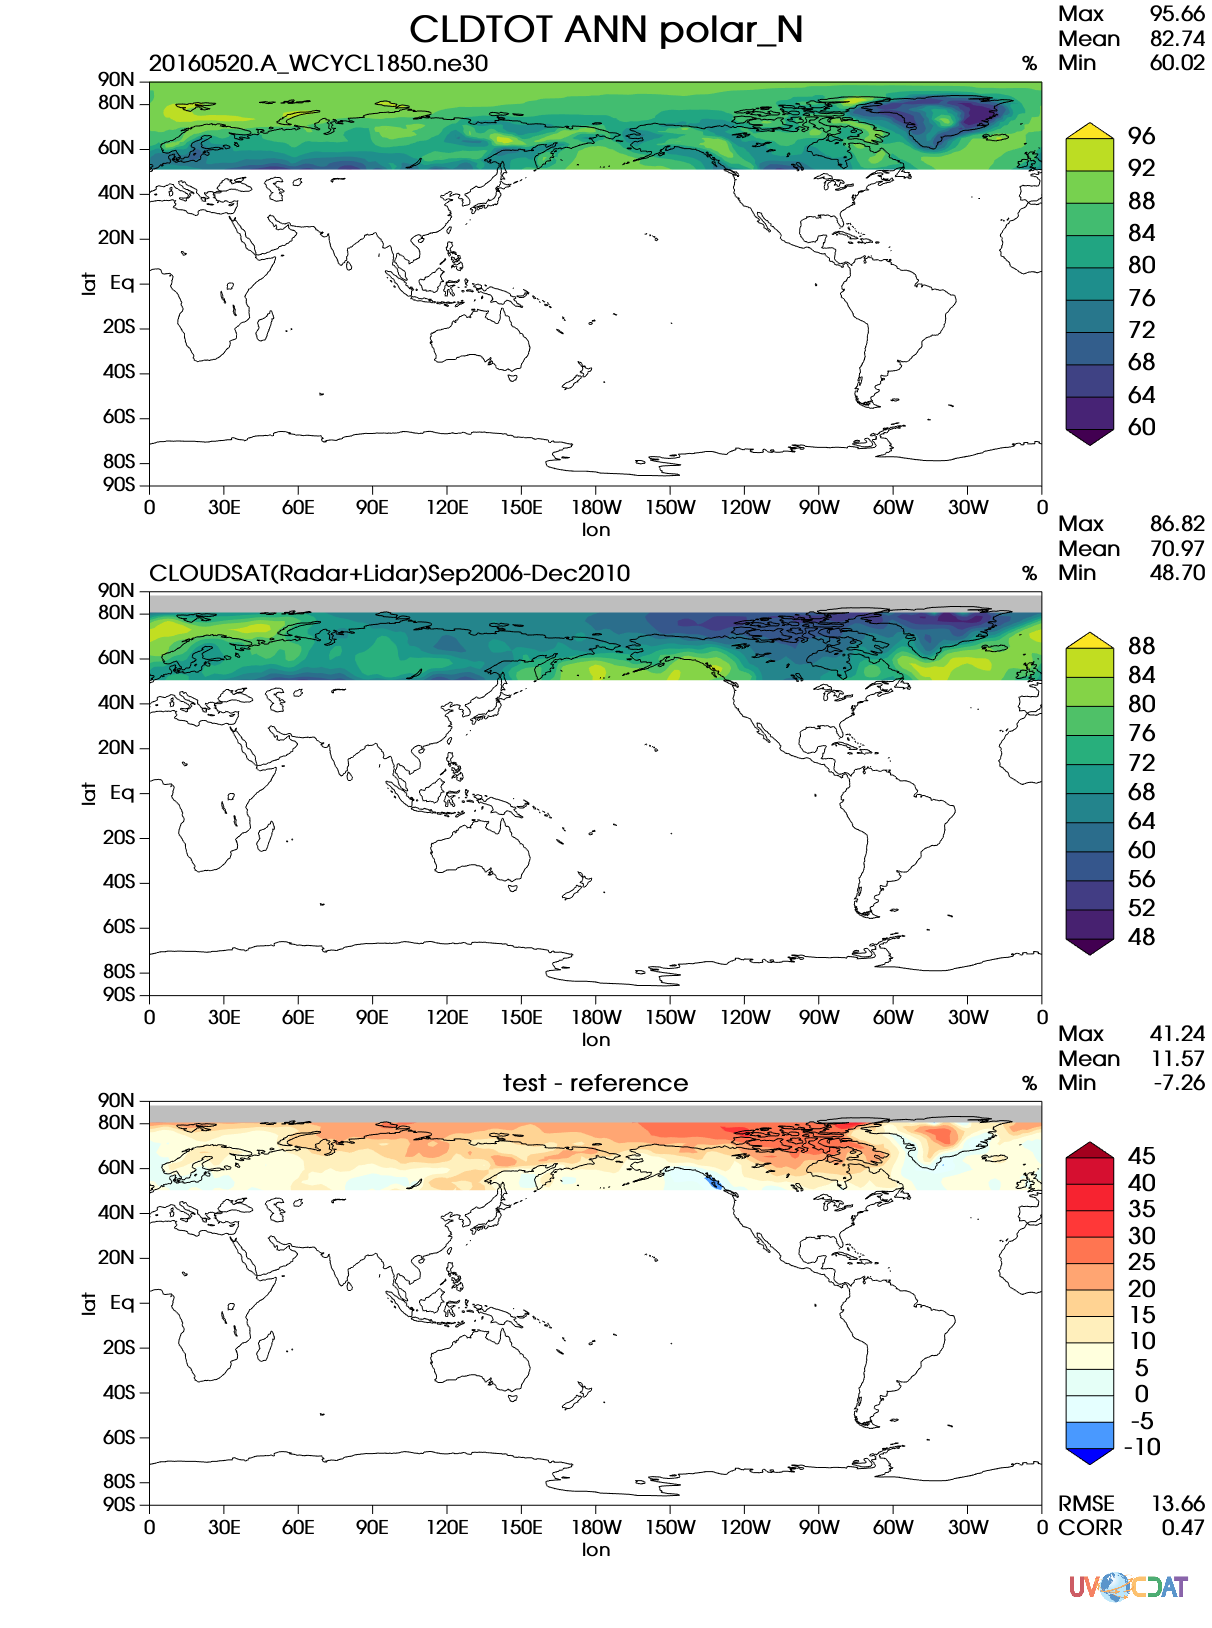 CLDTOT ANN polar_N
Max 95.66
Mean 82.74
Min 60.02
20160520.A_WCYCL1850.ne30 %
90N
80N
60N
40N
20N
Eq
20S
40S
60S
80S
90S
lat
0 30E 60E 90E 120E 150E 180W 150W 120W 90W 60W 30W 0
lon
96
92
88
84
80
76
72
68
64
60
Max 86.82
Mean 70.97
Min 48.70
CLOUDSAT(Radar+Lidar)Sep2006-Dec2010 %
90N
80N
60N
40N
20N
Eq
20S
40S
60S
80S
90S
lat
0 30E 60E 90E 120E 150E 180W 150W 120W 90W 60W 30W 0
lon
88
84
80
76
72
68
64
60
56
52
48
Max 41.24
Mean 11.57
Min -7.26
test - reference %
90N
80N
60N
40N
20N
Eq
20S
40S
60S
80S
90S
lat
0 30E 60E 90E 120E 150E 180W 150W 120W 90W 60W 30W 0
lon
45
40
35
30
25
20
15
10
5
0
-5
-10
RMSE 13.66
CORR 0.47
UV CDAT